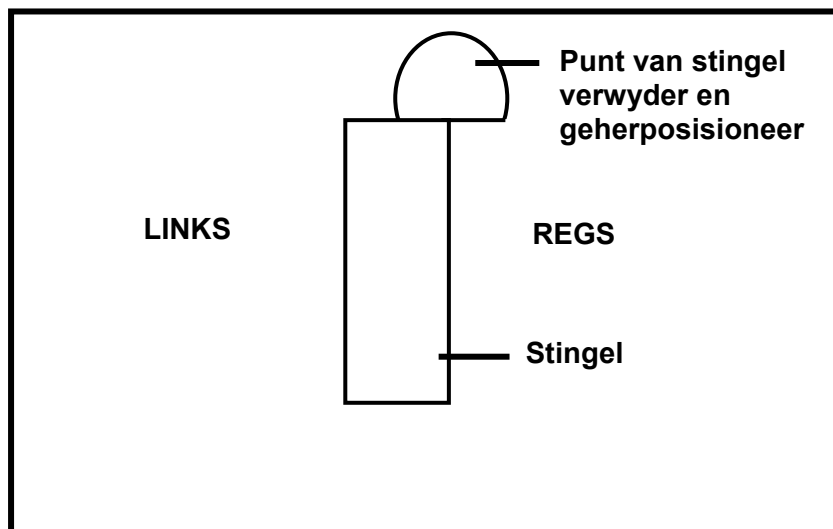 Punt van stingel
verwyder en
geherposisioneer
LINKS
REGS
Stingel